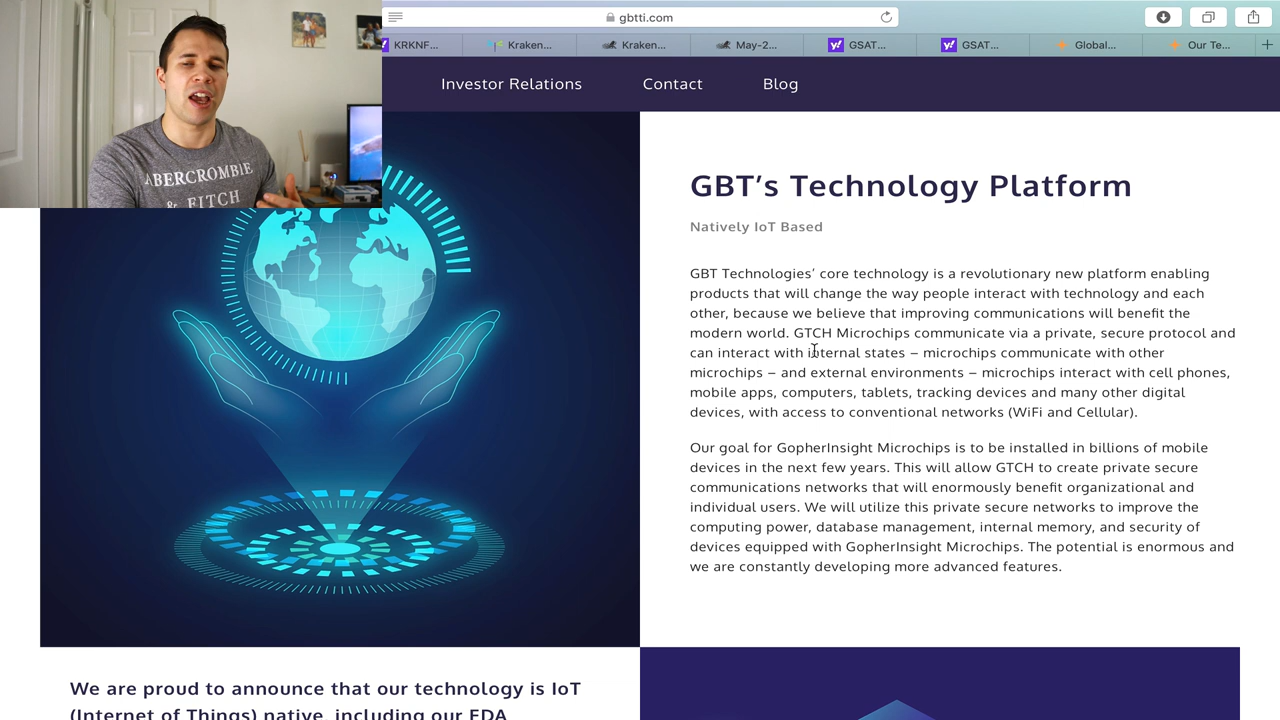 gbtti.com
KRKNF...
Kraken...
Kraken...
May-2...
GSAT...
GSAT...
Global...
Our Te...
Investor Relations
Contact
Blog
ABERCROMBIE
& FITCH
GBT’s Technology Platform
Natively IoT Based
GBT Technologies’ core technology is a revolutionary new platform enabling
products that will change the way people interact with technology and each
other, because we believe that improving communications will benefit the
modern world. GTCH Microchips communicate via a private, secure protocol and
can interact with internal states – microchips communicate with other
microchips – and external environments – microchips interact with cell phones,
mobile apps, computers, tablets, tracking devices and many other digital
devices, with access to conventional networks (WiFi and Cellular).
Our goal for GopherInsight Microchips is to be installed in billions of mobile
devices in the next few years. This will allow GTCH to create private secure
communications networks that will enormously benefit organizational and
individual users. We will utilize this private secure networks to improve the
computing power, database management, internal memory, and security of
devices equipped with GopherInsight Microchips. The potential is enormous and
we are constantly developing more advanced features.
We are proud to announce that our technology is IoT
(Internet of Things) native, including our EDA